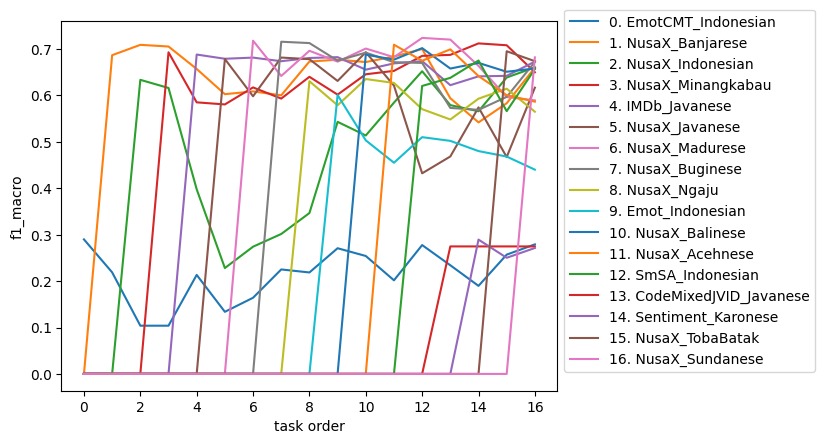 0.7
0.6
0.5
0.4
0.3
0.2
0.1
0.0
f1_macro
0 2 4 6 8 10 12 14 16
task order
0. EmotCMT_Indonesian
1. NusaX_Banjarese
2. NusaX_Indonesian
3. NusaX_Minangkabau
4. IMDb_Javanese
5. NusaX_Javanese
6. NusaX_Madurese
7. NusaX_Buginese
8. NusaX_Ngaju
9. Emot_Indonesian
10. NusaX_Balinese
11. NusaX_Acehnese
12. SmSA_Indonesian
13. CodeMixedJVID_Javanese
14. Sentiment_Karonese
15. NusaX_TobaBatak
16. NusaX_Sundanese